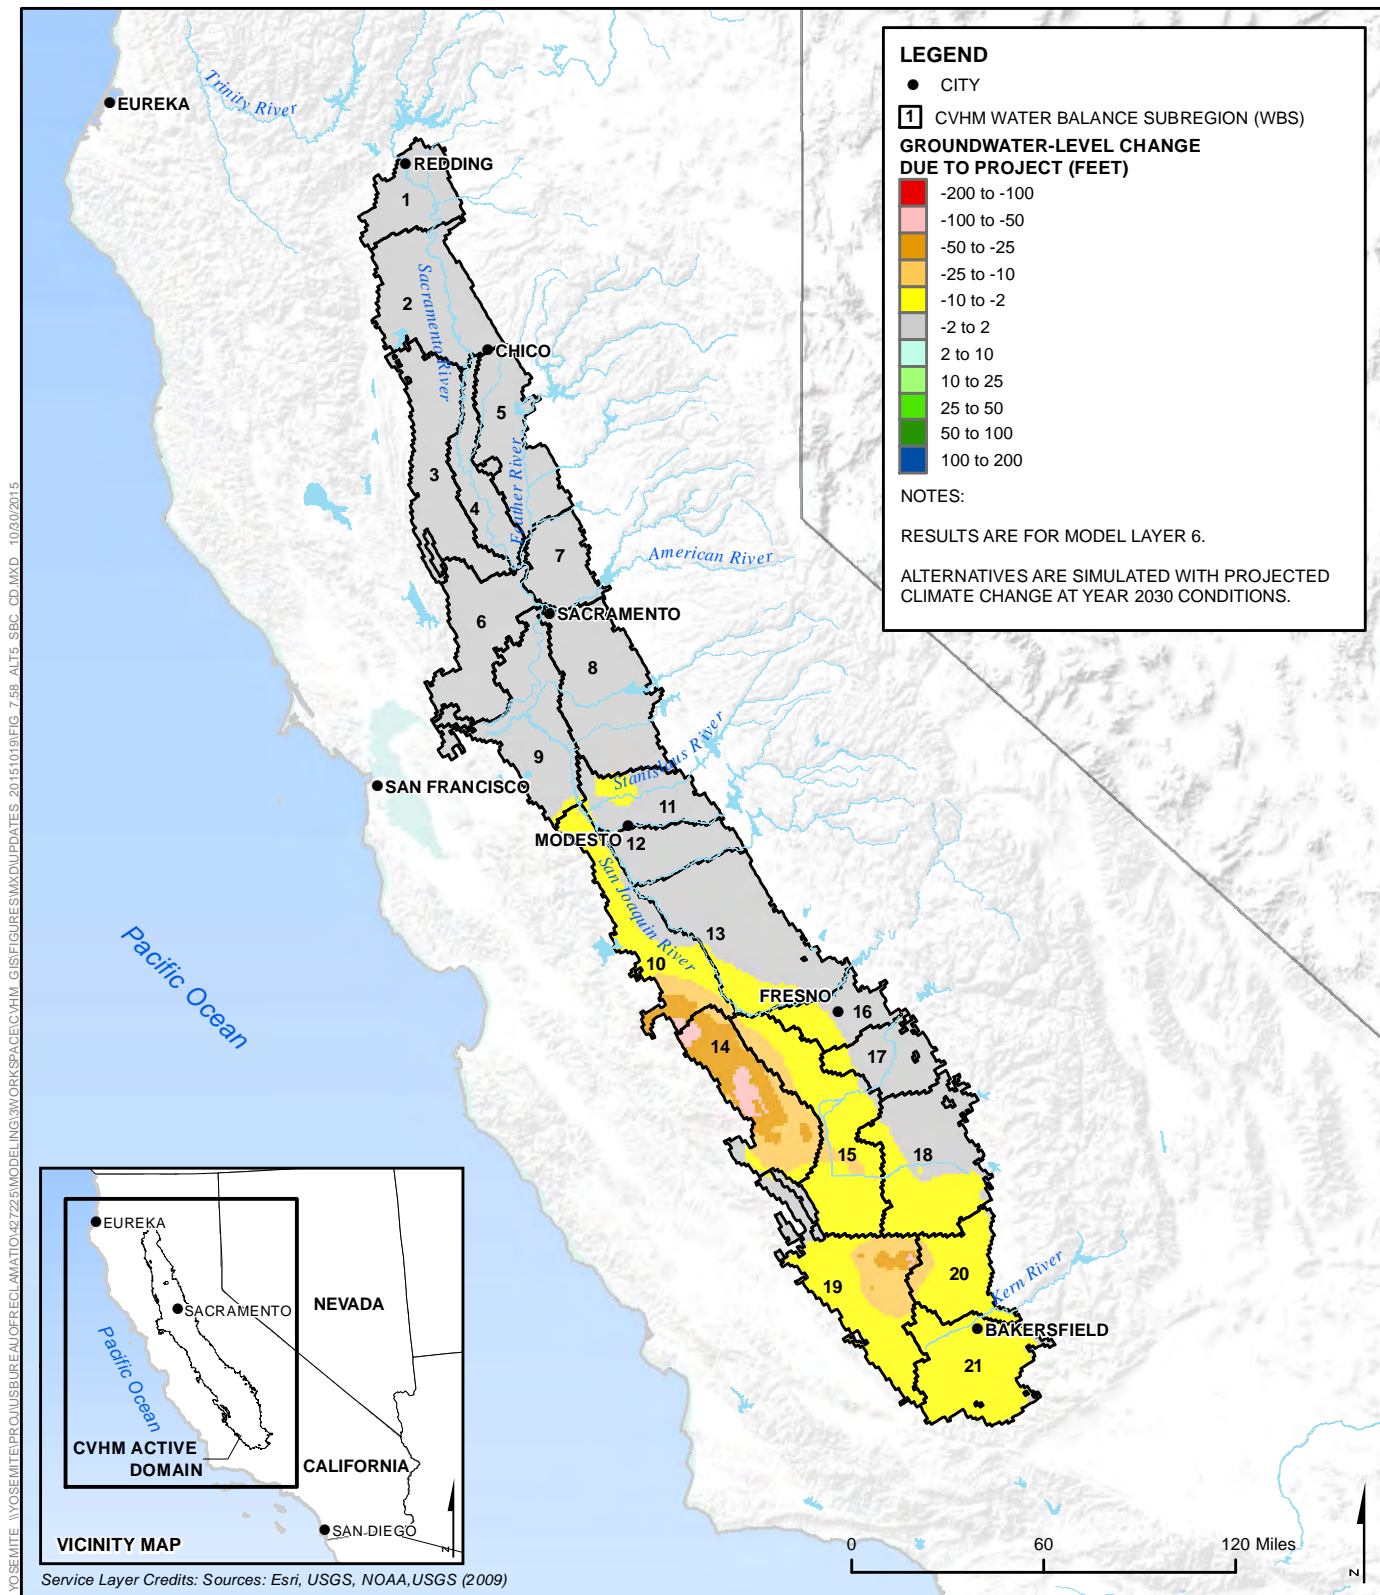 LEGEND
CITY
1 CVHM WATER BALANCE SUBREGION (WBS)
GROUNDWATER-LEVEL CHANGE
DUE TO PROJECT (FEET)
-200 to -100
-100 to -50
-50 to -25
-25 to -10
-10 to -2
-2 to 2
2 to 10
10 to 25
25 to 50
50 to 100
100 to 200
NOTES:
RESULTS ARE FOR MODEL LAYER 6.
ALTERNATIVES ARE SIMULATED WITH PROJECTED
CLIMATE CHANGE AT YEAR 2030 CONDITIONS.
Trinity River
EUREKA
REDDING
1
2
Sacramento River
CHICO
5
3
4
Feather River
7
American River
6
SACRAMENTO
8
9
Stanislaus River
SAN FRANCISCO
11
MODESTO
12
San Joaquin River
13
10
Pacific Ocean
FRESNO
16
14
17
15
18
19
20
Kern River
BAKERSFIELD
21
EUREKA
SACRAMENTO
NEVADA
Pacific Ocean
CVHM ACTIVE
DOMAIN
CALIFORNIA
SAN DIEGO
VICINITY MAP
N
0 60 120 Miles
N
Service Layer Credits: Sources: Esri, USGS, NOAA,USGS (2009)